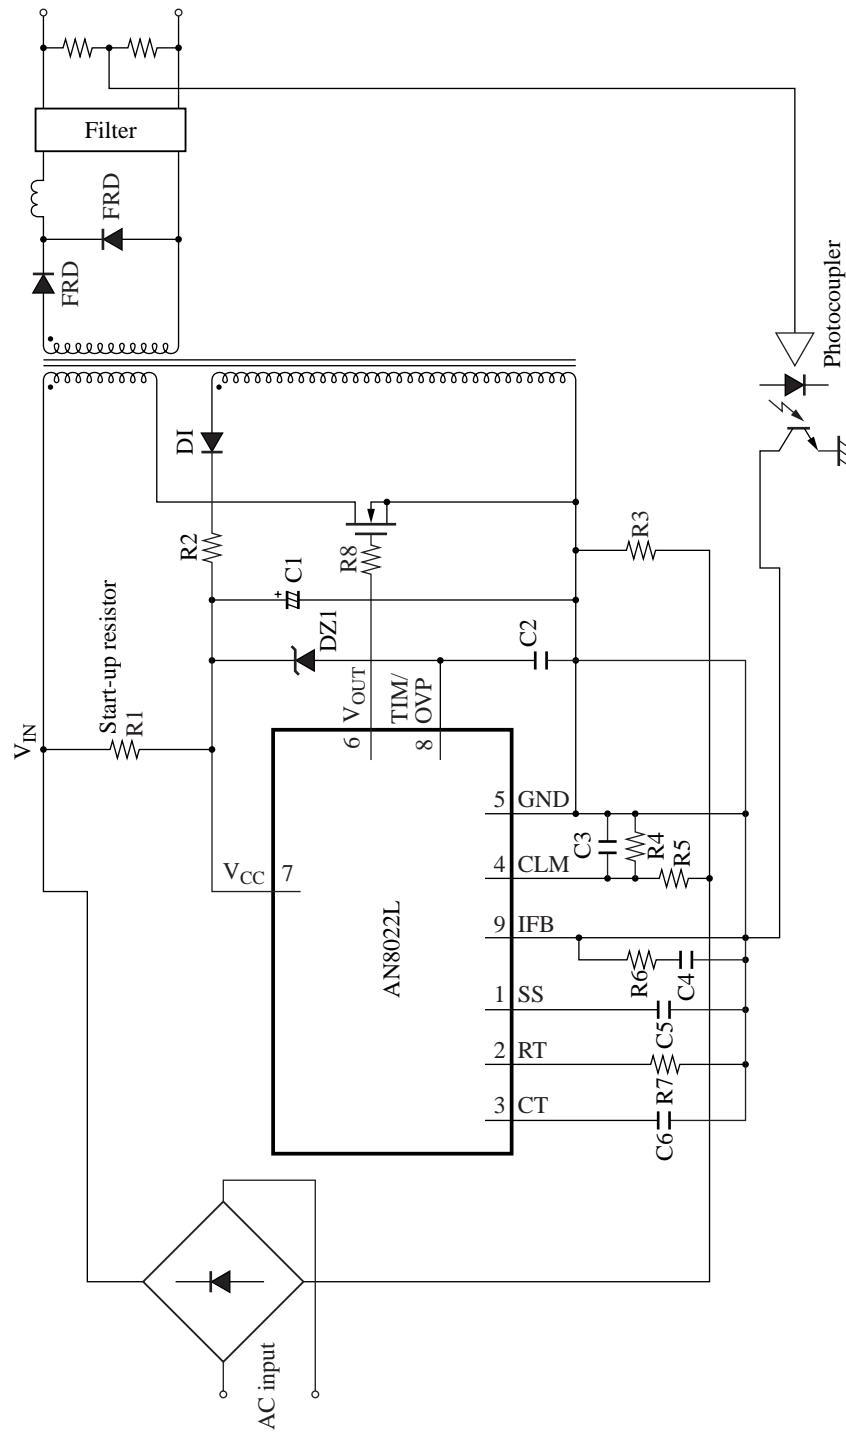 Filter
FRD
FRD
Photocoupler
DI
R2
R8
R3
C1
Start-up resistor
R1
VIN
DZ1
C2
VOUT
6
TIM/
OVP
8
VCC
7
AN8022L
5
GND
C3
R4
4
CLM
R5
9
IFB
R6
C4
1
SS
C5
2
RT
R7
3
CT
C6
AC input